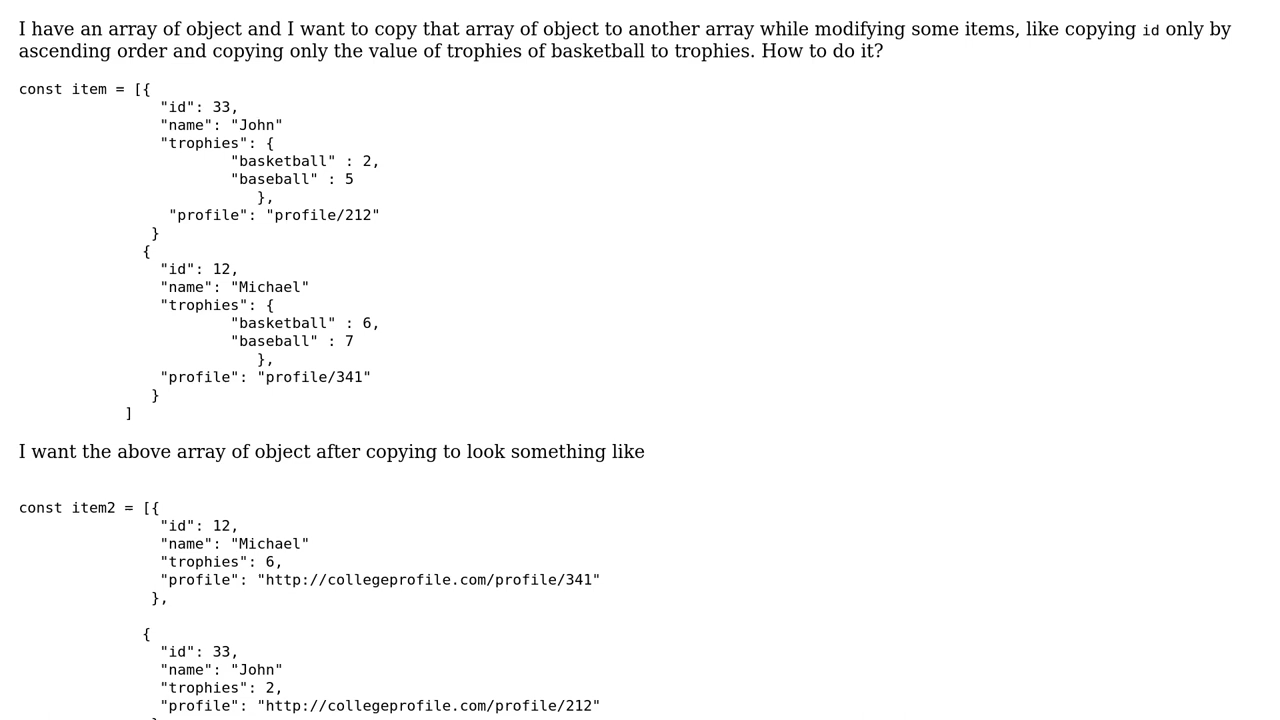 I have an array of object and I want to copy that array of object to another array while modifying some items, like copying id only by
ascending order and copying only the value of trophies of basketball to trophies. How to do it?
const item = [{
"id": 33,
"name": "John"
"trophies": {
"basketball" : 2,
"baseball" : 5
},
"profile": "profile/212"
}
{
"id": 12,
"name": "Michael"
"trophies": {
"basketball" : 6,
"baseball" : 7
},
"profile": "profile/341"
}
]
I want the above array of object after copying to look something like
const item2 = [{
"id": 12,
"name": "Michael"
"trophies": 6,
"profile": "http://collegeprofile.com/profile/341"
},
{
"id": 33,
"name": "John"
"trophies": 2,
"profile": "http://collegeprofile.com/profile/212"